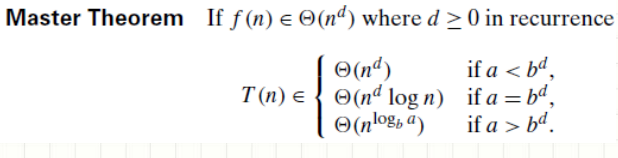 Master Theorem If f(n) ∈ Θ(n^d) where d ≥ 0 in recurrence
Θ(n^d) if a < b^d,
T(n) ∈ { Θ(n^d log n) if a = b^d,
Θ(n^{log_b a}) if a > b^d.